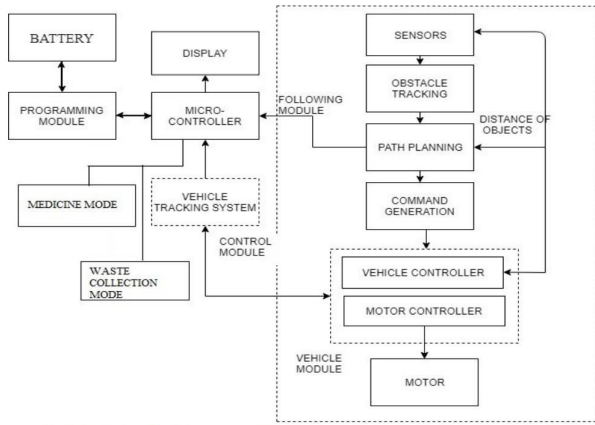 BATTERY
DISPLAY
SENSORS
PROGRAMMING
MODULE
MICRO-
CONTROLLER
FOLLOWING
MODULE
OBSTACLE
TRACKING
DISTANCE OF
OBJECTS
PATH PLANNING
MEDICINE MODE
VEHICLE
TRACKING SYSTEM
COMMAND
GENERATION
CONTROL
MODULE
WASTE
COLLECTION
MODE
VEHICLE CONTROLLER
MOTOR CONTROLLER
VEHICLE
MODULE
MOTOR